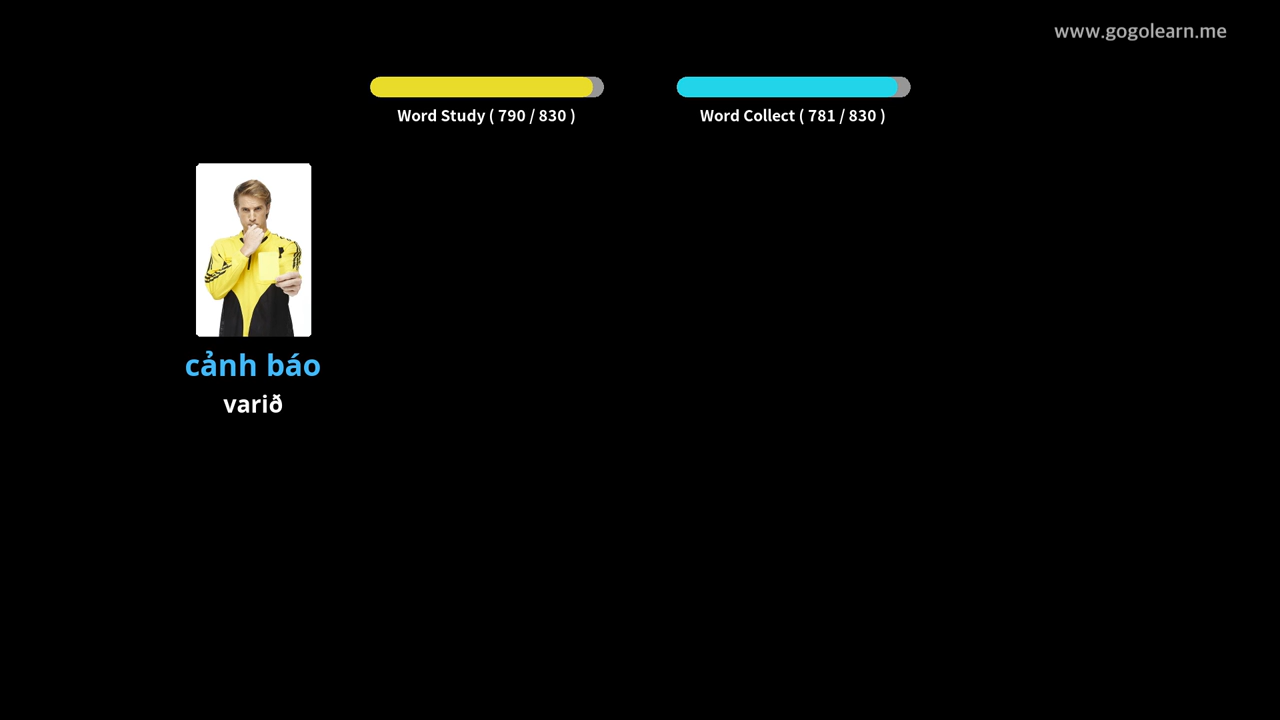 www.gogolearn.me
Word Study ( 790 / 830 )
Word Collect ( 781 / 830 )
cảnh báo
varið